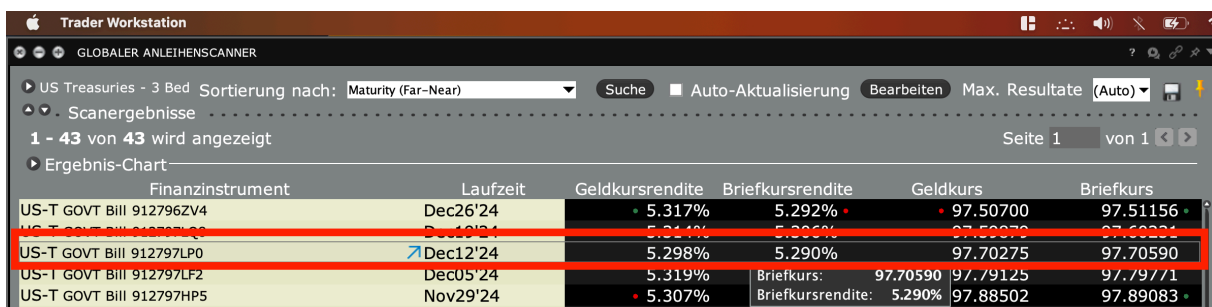 Trader Workstation
GLOBALER ANLEIHENSCANNER ?
US Treasuries - 3 Bed Sortierung nach: Maturity (Far-Near) Suche Auto-Aktualisierung Bearbeiten Max. Resultate (Auto)
Scanergebnisse
1 - 43 von 43 wird angezeigt Seite 1 von 1
Ergebnis-Chart
Finanzinstrument Laufzeit Geldkursrendite Briefkursrendite Geldkurs Briefkurs
US-T GOVT Bill 912796ZV4 Dec26'24 5.317% 5.292% 97.50700 97.51156
US-T GOVT Bill 912797LP0 Dec12'24 5.298% 5.290% 97.70275 97.70590
US-T GOVT Bill 912797LF2 Dec05'24 5.319% Briefkurs: 97.70590 97.79125 97.79771
US-T GOVT Bill 912797HP5 Nov29'24 5.307% Briefkursrendite: 5.290% 97.88502 97.89083